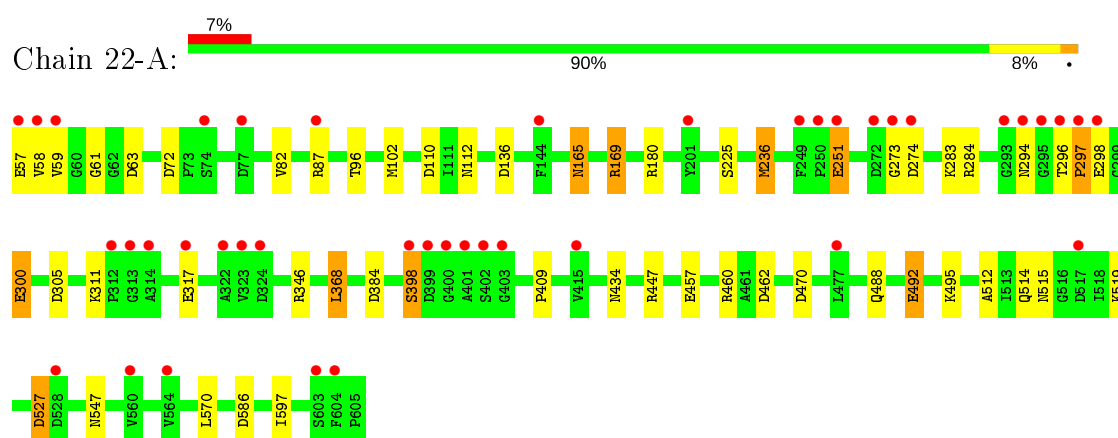 7%
Chain 22-A:
90% 8% •
E57 V58 V59 G60 G61 G62 D63 D72 P73 S74 D77 V82 R87 T96 M102 D110 I111 N112 D136 F144 N165 R169 R180 Y201 S225 M236 F249 P250 E251 D272 G273 D274 K283 R284 G293 N294 G295 T296 P297 E298 G299
E300 D305 K311 P312 G313 A314 E317 A322 V323 D324 R346 L368 D384 S398 D399 G400 A401 S402 G403 P409 V415 N434 R447 E457 R460 A461 D462 D470 L477 Q488 E492 K495 A512 I513 Q514 N515 G516 D517 I518 K519
D527 D528 N547 V560 V564 L570 D586 I597 S603 F604 P605